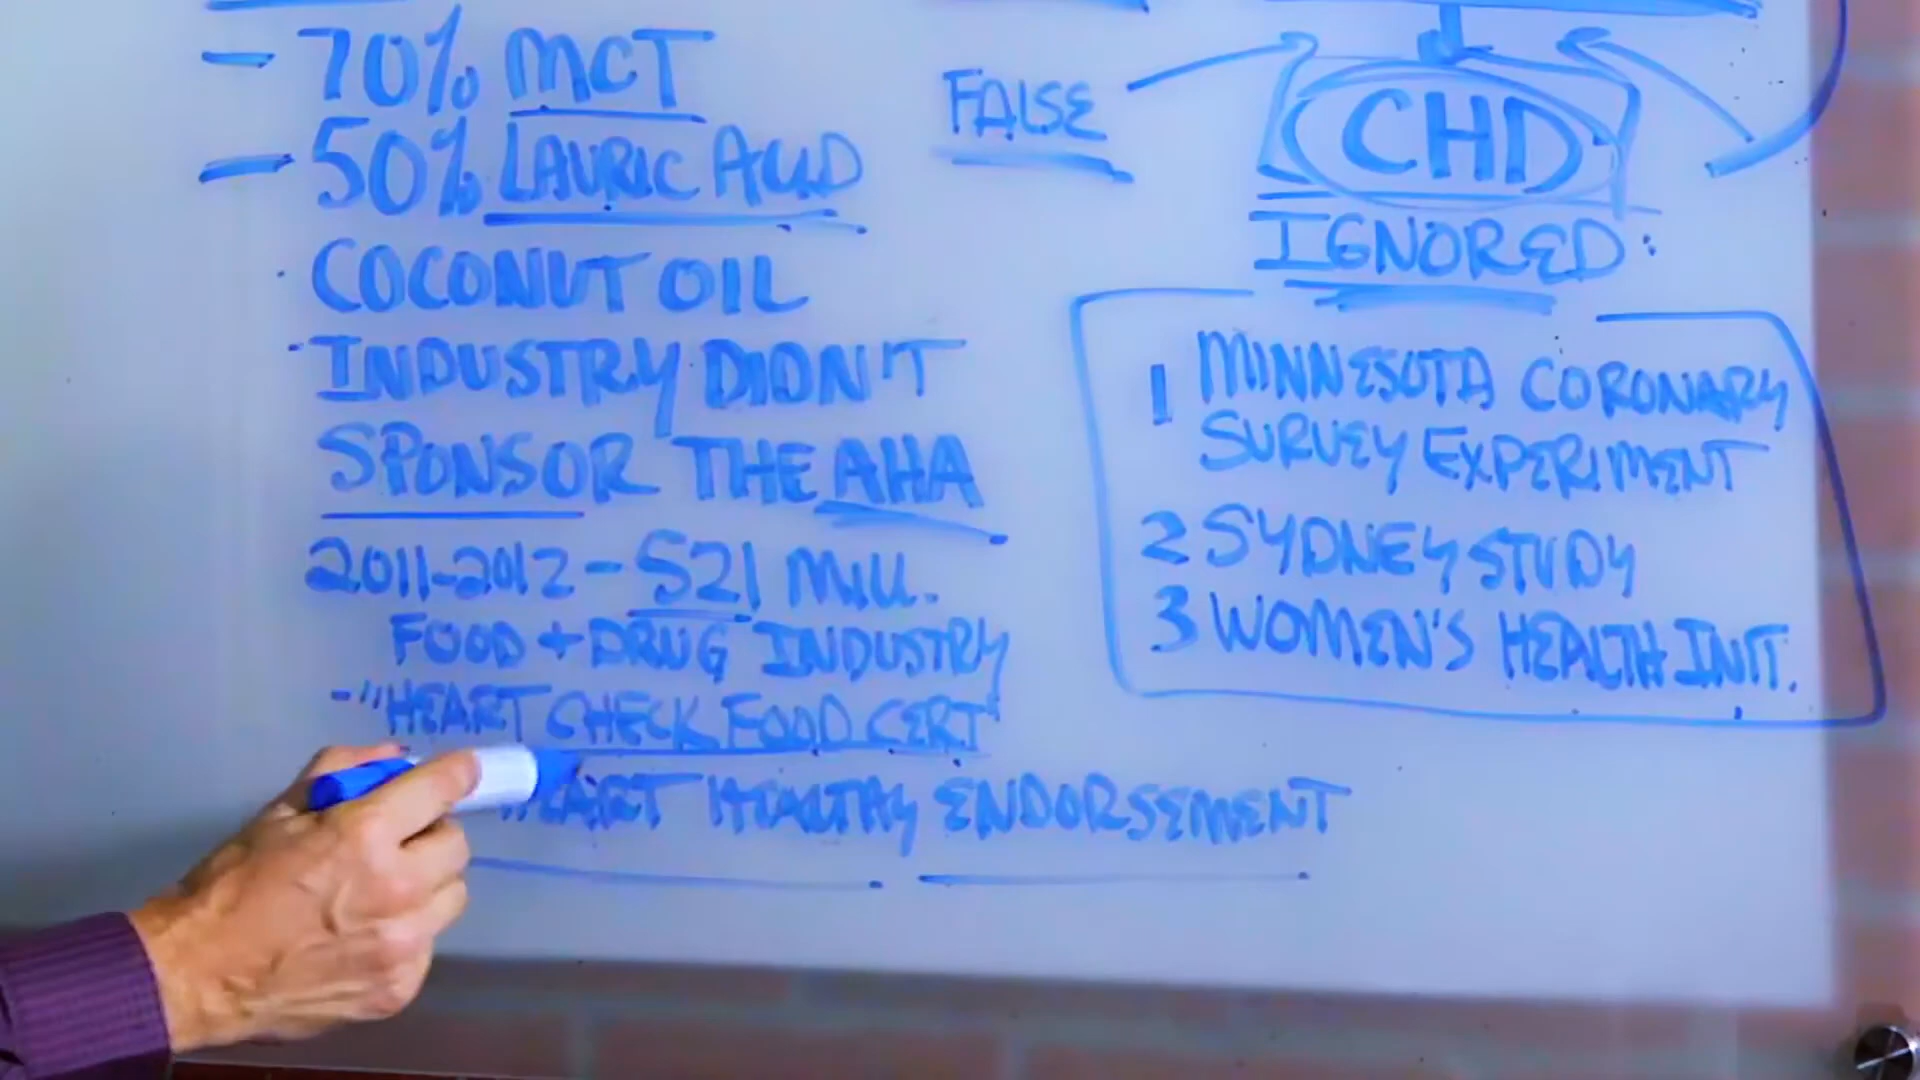 - 70% MCT
- 50% LAURIC ACID
COCONUT OIL
INDUSTRY DIDN'T
SPONSOR THE AHA
2011-2012 - 521 MILL.
FOOD + DRUG INDUSTRY
- "HEART CHECK FOOD CERT"
HEART HEALTHY ENDORSEMENT
FALSE
CHD
IGNORED:
1 MINNESOTA CORONARY
SURVEY EXPERIMENT
2 SYDNEY STUDY
3 WOMEN'S HEALTH INIT.